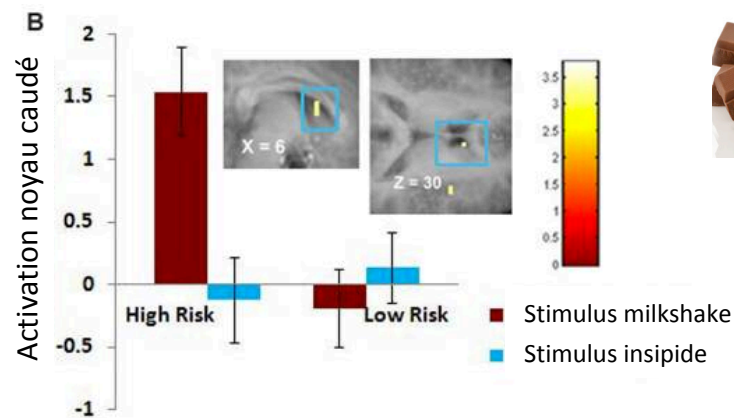 B
Activation noyau caudé
2
1.5
1
0.5
0
-0.5
-1
X = 6
Z = 30
3.5
3
2.5
2
1.5
1
0.5
0
High Risk
Low Risk
Stimulus milkshake
Stimulus insipide